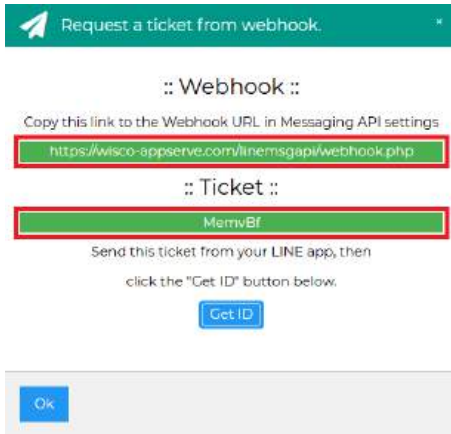 Request a ticket from webhook.
:: Webhook ::
Copy this link to the Webhook URL in Messaging API settings
https://wisco-appserve.com/linemsgapi/webhook.php
:: Ticket ::
MemvBf
Send this ticket from your LINE app, then
click the "Get ID" button below.
Get ID
Ok